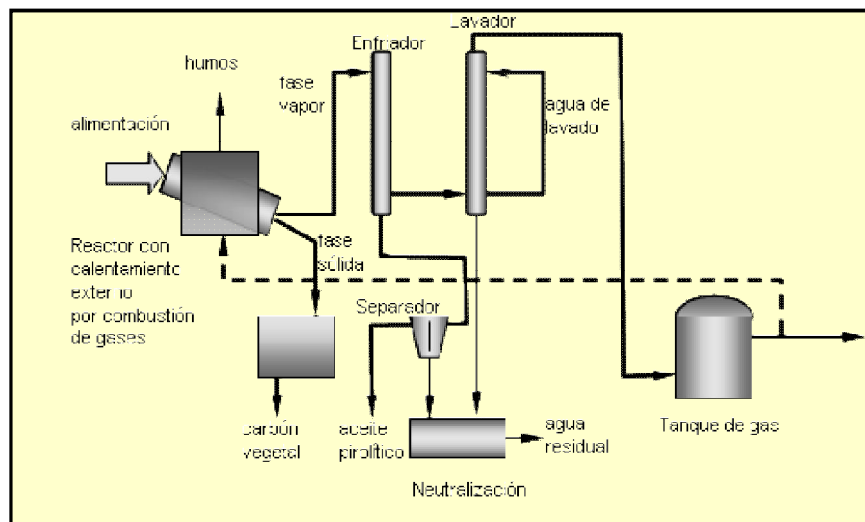 Lavador
Enfriador
humos
fase
vapor
agua de
lavado
alimentación
Reactor con
calentamiento
externo
por combustión
de gases
fase
sólida
Separador
carbón
vegetal
aceite
pirolítico
agua
residual
Tanque de gas
Neutralización